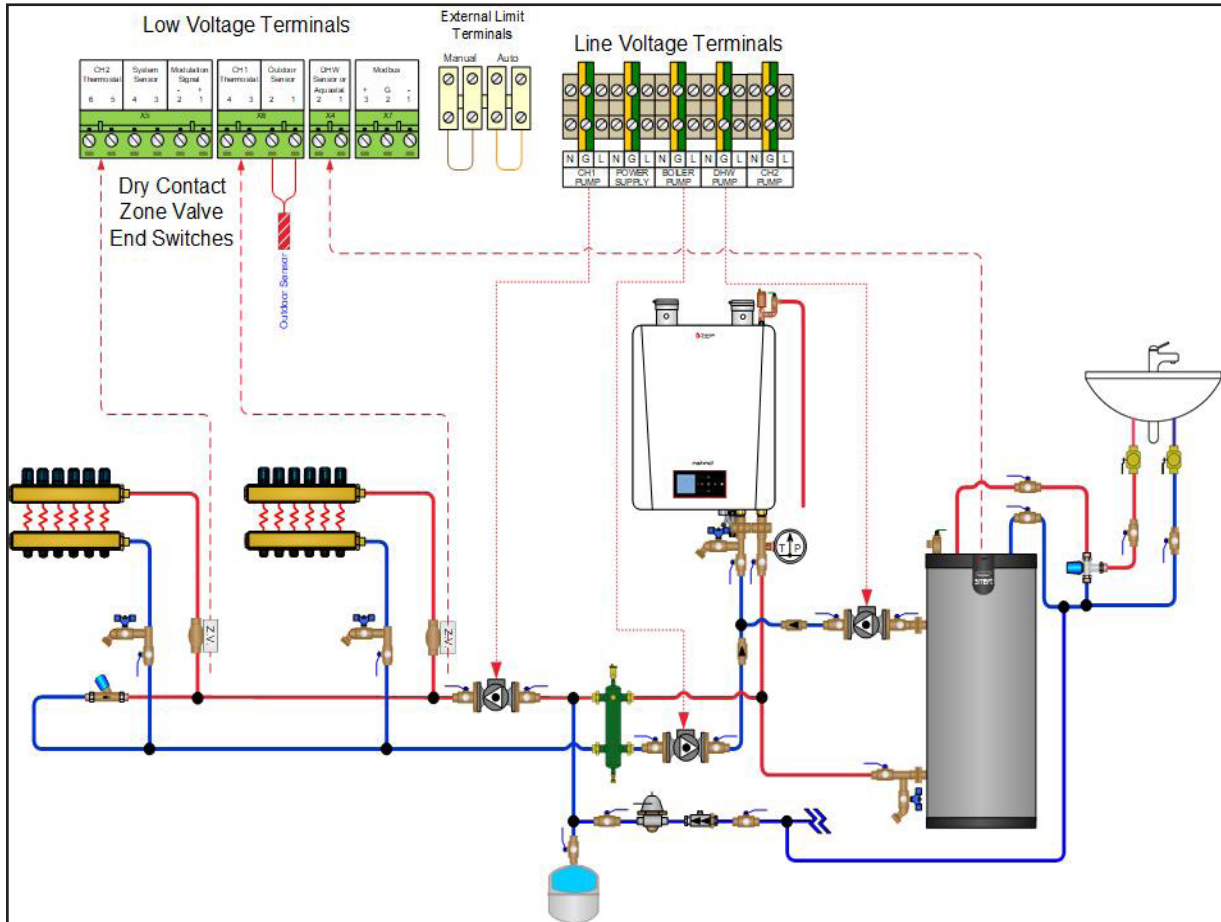 Low Voltage Terminals
External Limit
Terminals
Manual Auto
Line Voltage Terminals
CH2
Thermostat
6 5
System
Sensor
4 3
Modulation
Signal
- +
2 1
X5
CH1
Thermostat
4 3
Outdoor
Sensor
2 1
X6
DHW
Sensor or
Aquastat
2 1
X4
Modbus
+ G -
3 2 1
X7
N G L N G L N G L N G L N G L
CH1
PUMP
POWER
SUPPLY
BOILER
PUMP
DHW
PUMP
CH2
PUMP
Dry Contact
Zone Valve
End Switches
Outdoor Sensor
Z.V.
Z.V.
T P
SMART